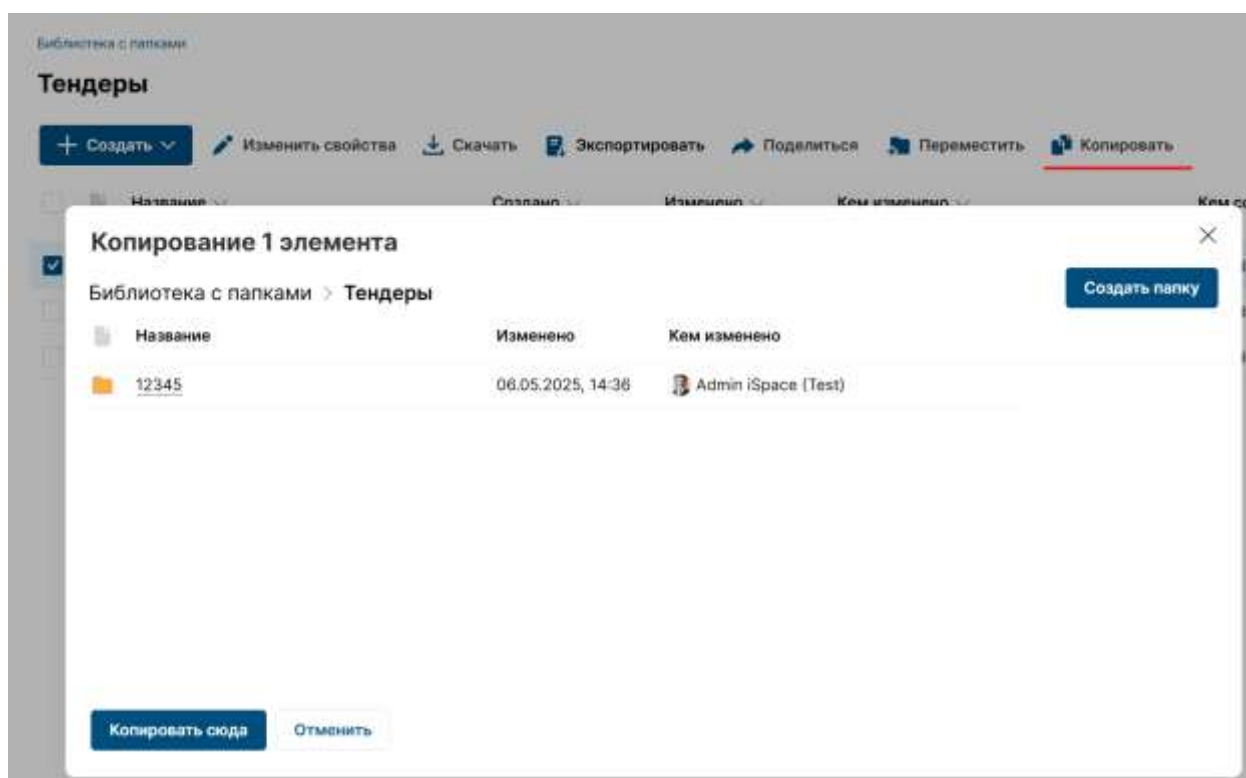 Библиотека с папками
Тендеры
Создать Изменить свойства Скачать Экспортировать Поделиться Переместить Копировать
Название Создано Изменено Кем изменено
Копирование 1 элемента
Библиотека с папками > Тендеры
Создать папку
Название Изменено Кем изменено
12345 06.05.2025, 14:36 Admin iSpace (Test)
Копировать сюда Отменить